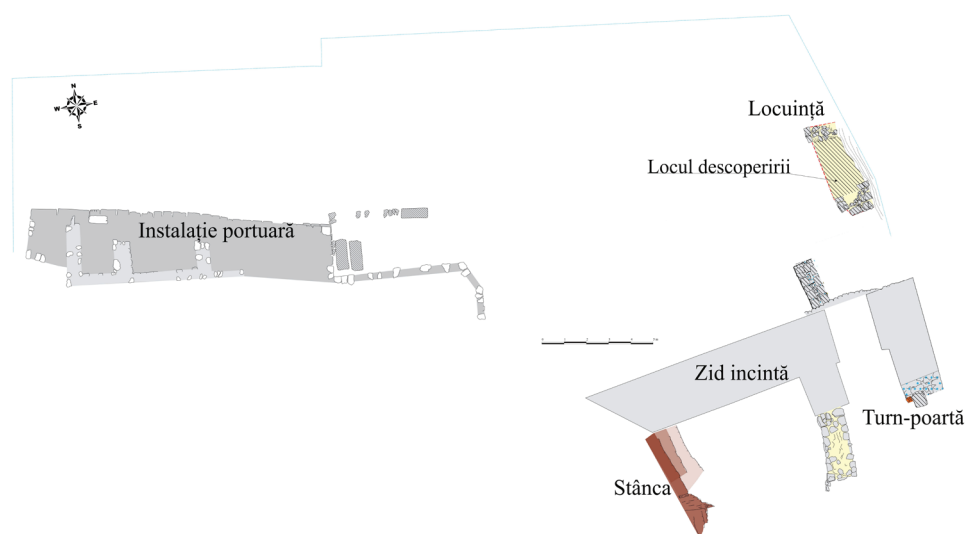 N
W E
S
Locuință
Locul descoperirii
Instalație portuară
Zid incintă
Turn-poartă
Stânca